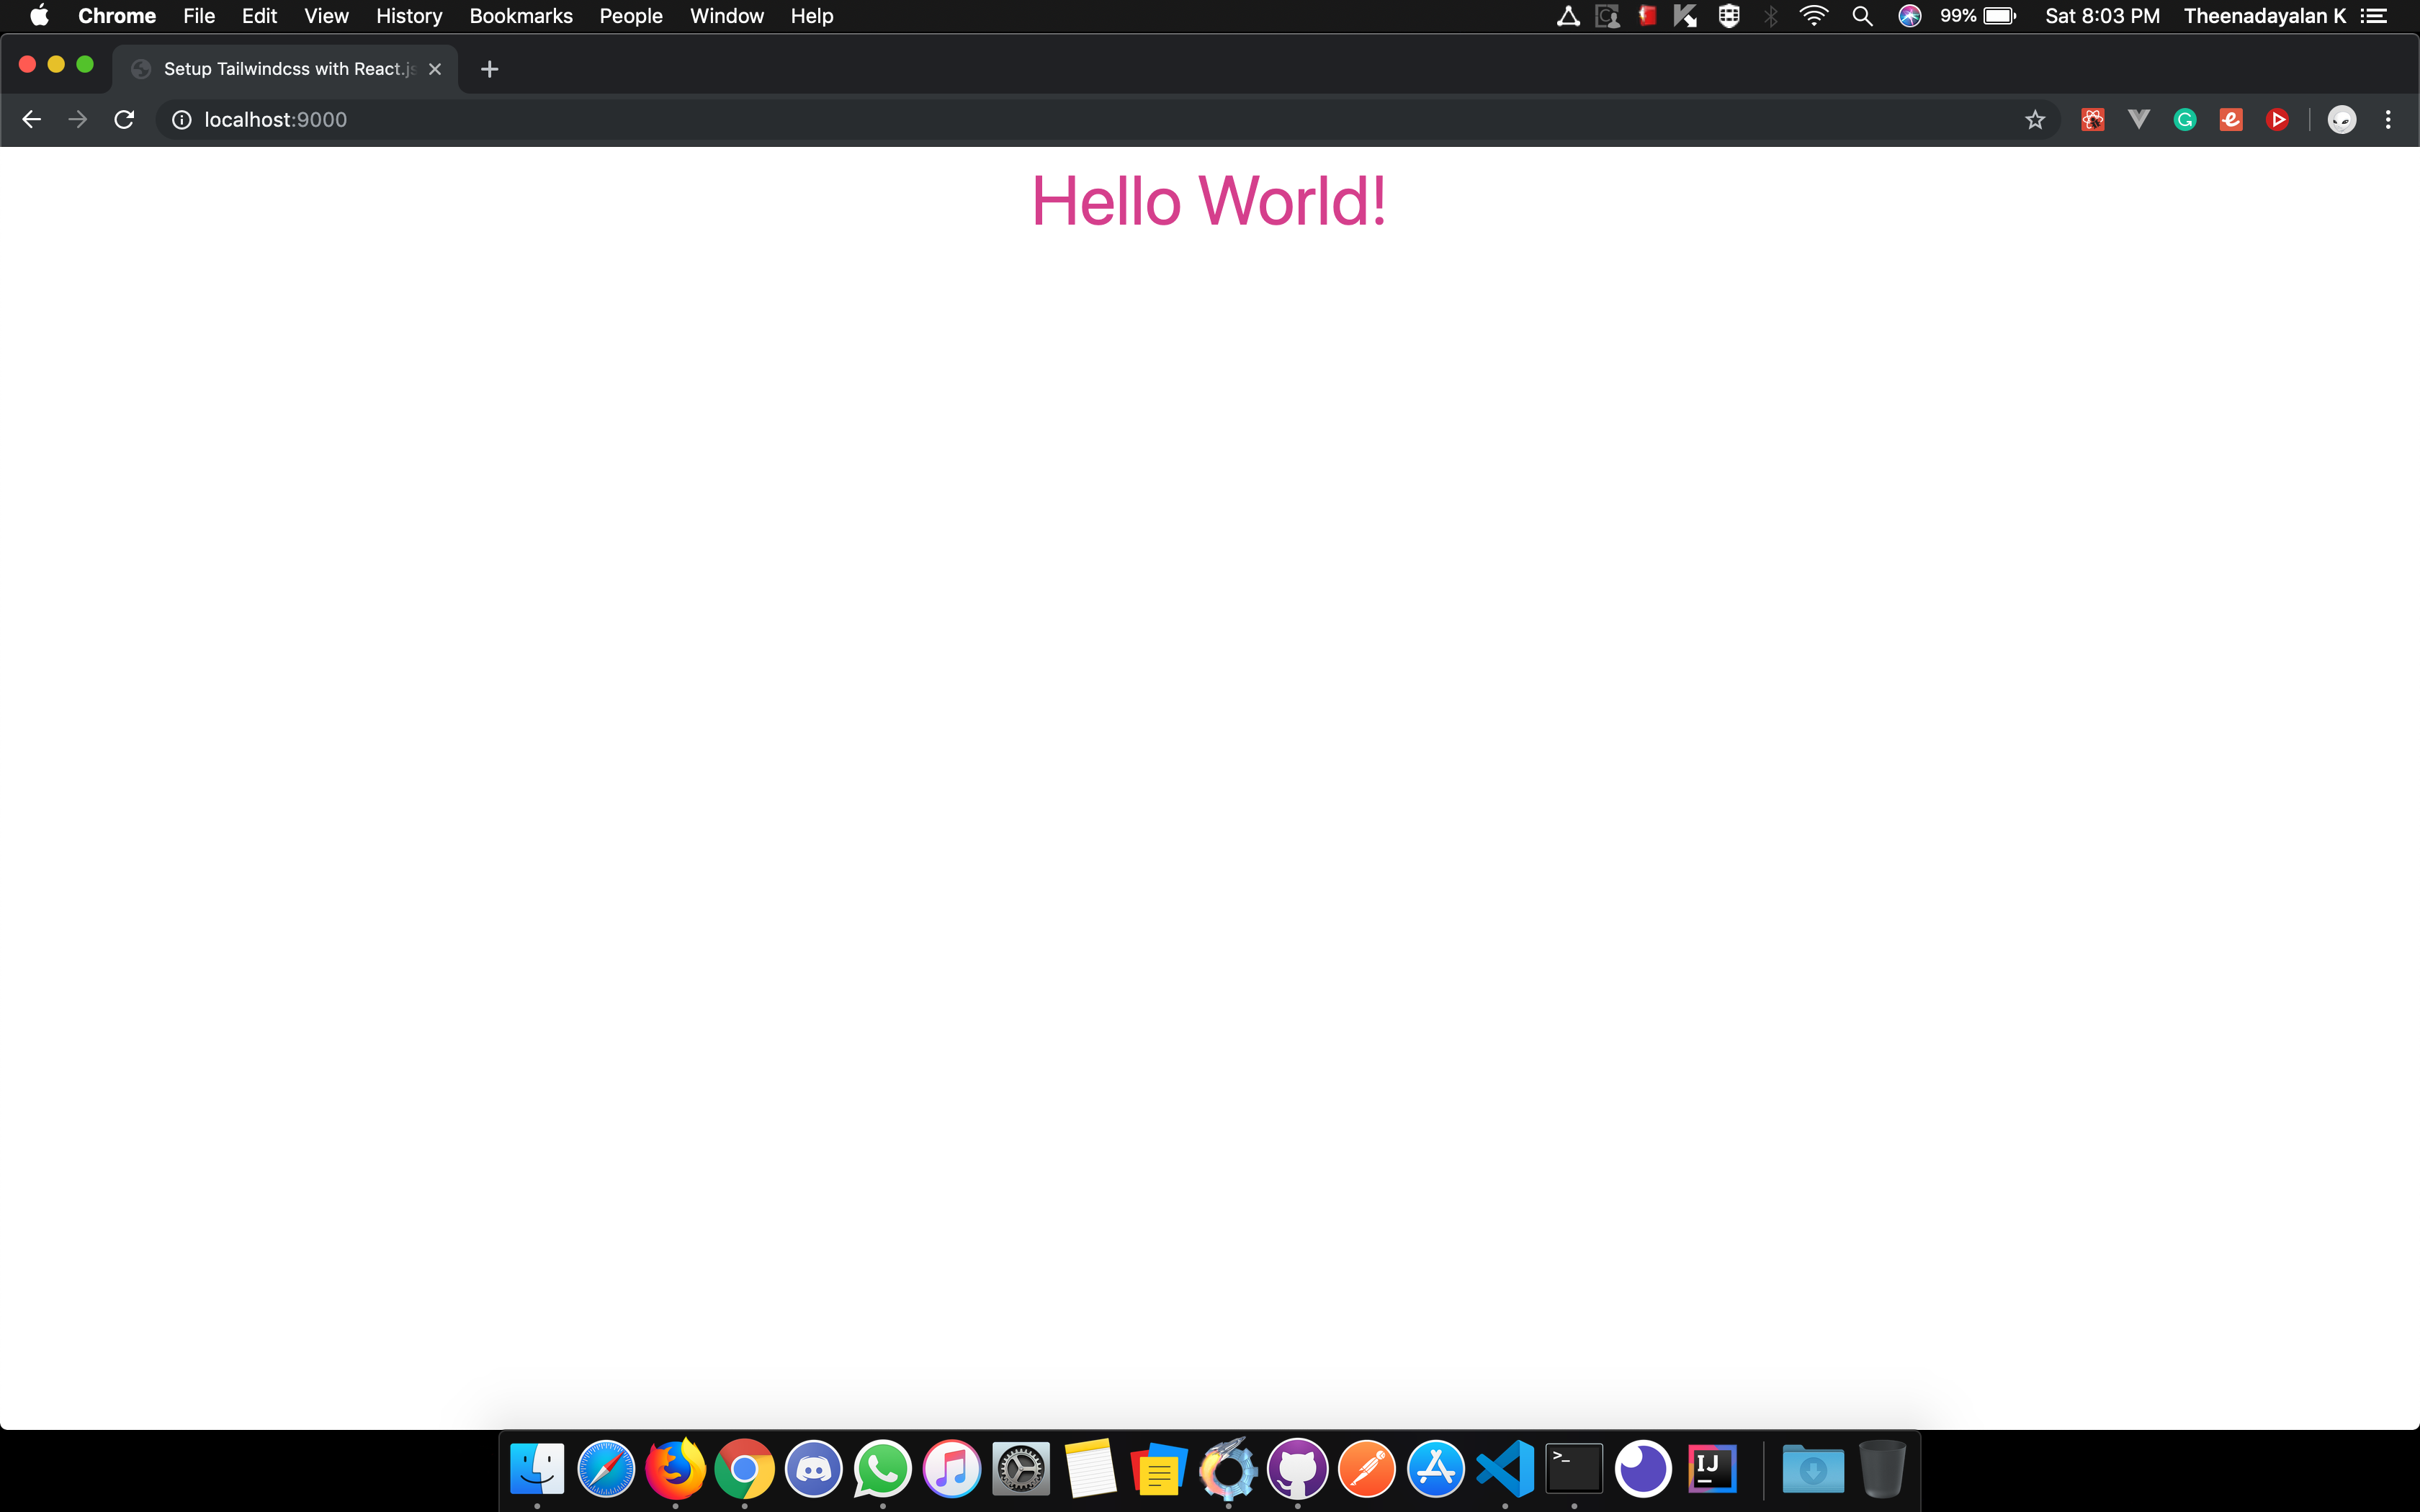 Chrome File Edit View History Bookmarks People Window Help 99% Sat 8:03 PM Theenadayalan K
Setup Tailwindcss with React.js
localhost:9000
Hello World!
>_
IJ